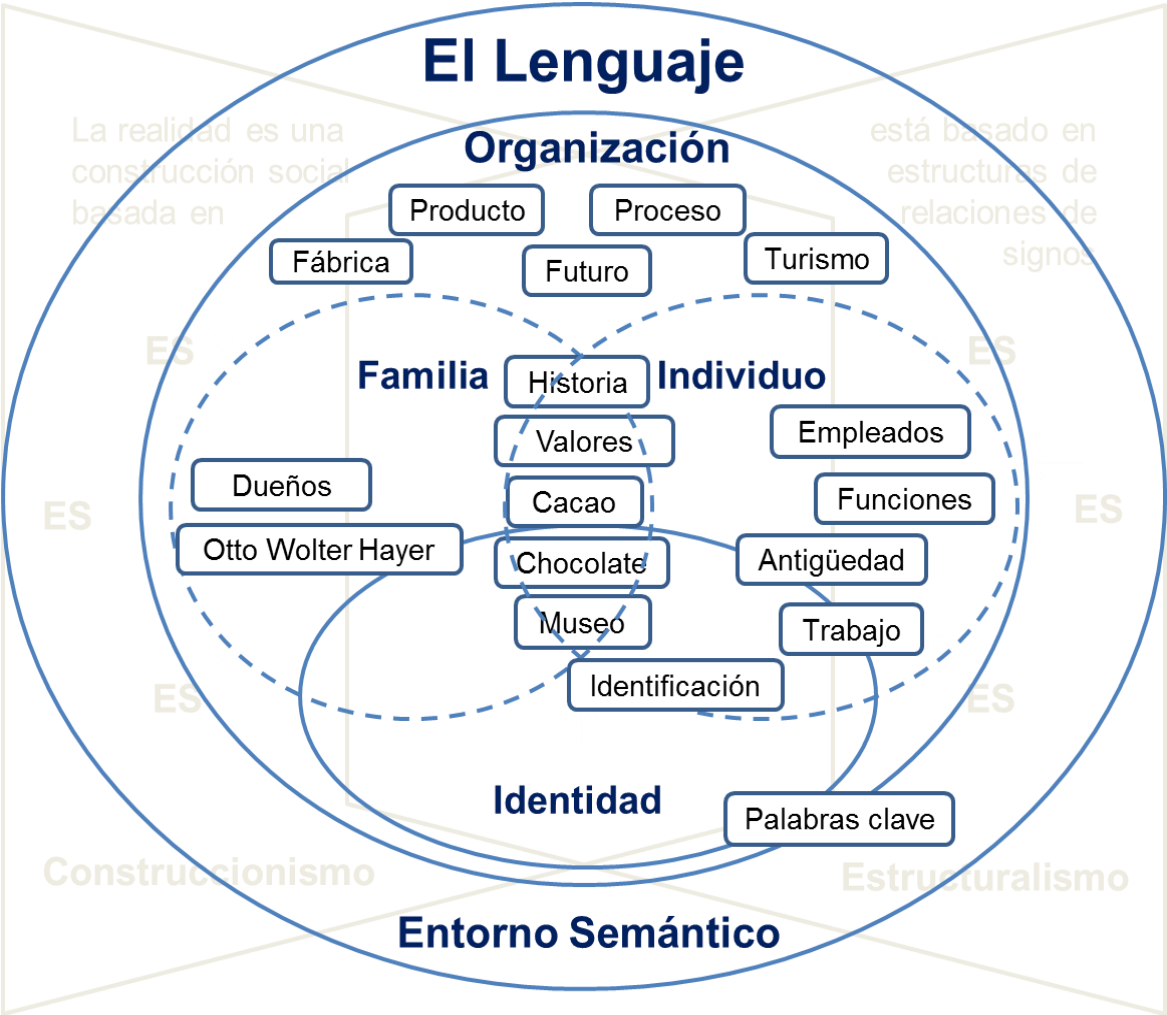 El Lenguaje
La realidad es una
construcción social
basada en
está basado en
estructuras de
relaciones de
signos
Organización
Producto
Proceso
Fábrica
Futuro
Turismo
ES
ES
Familia
Historia
Individuo
Valores
Empleados
Dueños
Cacao
Funciones
ES
ES
Otto Wolter Hayer
Chocolate
Antigüedad
Museo
Trabajo
Identificación
ES
ES
Identidad
Palabras clave
Construccionismo
Estructuralismo
Entorno Semántico